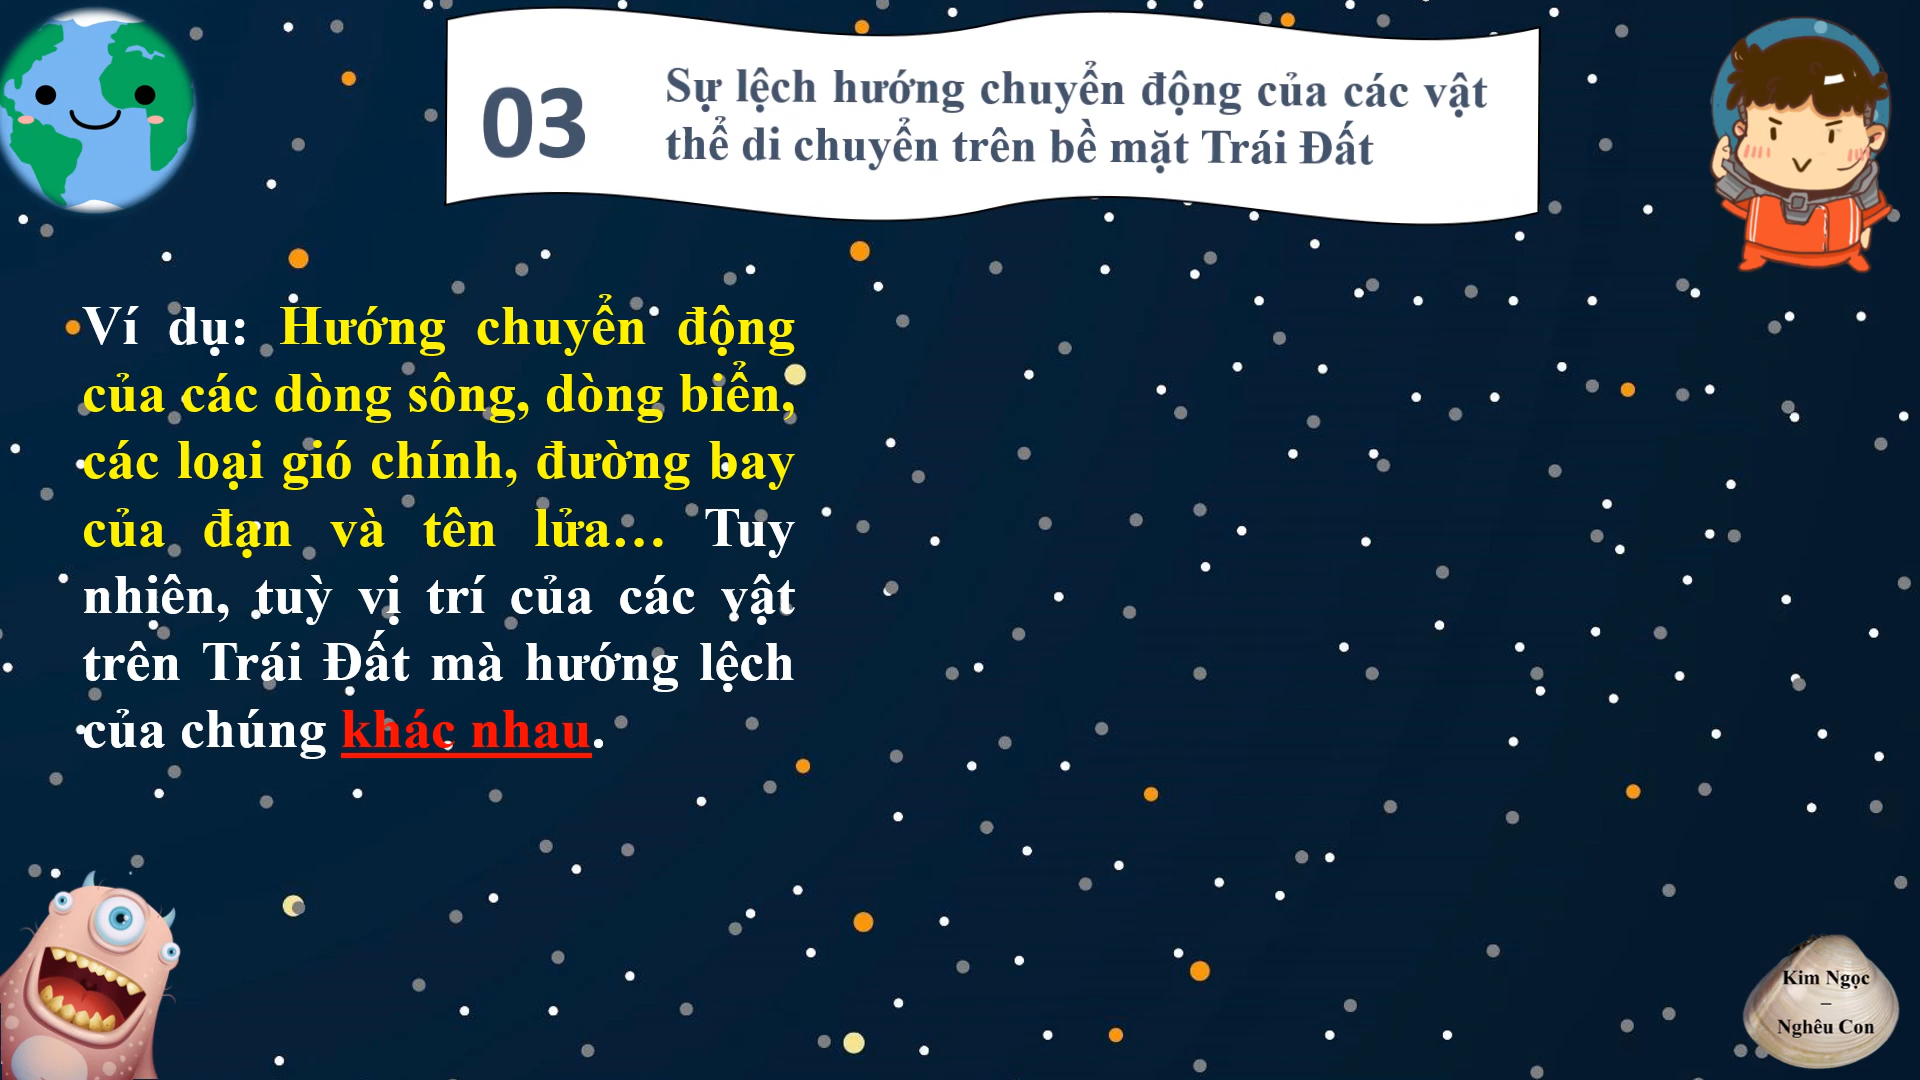 03
Sự lệch hướng chuyển động của các vật
thể di chuyển trên bề mặt Trái Đất
Ví dụ: Hướng chuyển động
của các dòng sông, dòng biển,
các loại gió chính, đường bay
của đạn và tên lửa… Tuy
nhiên, tuỳ vị trí của các vật
trên Trái Đất mà hướng lệch
của chúng khác nhau.
Kim Ngọc
–
Nghêu Con